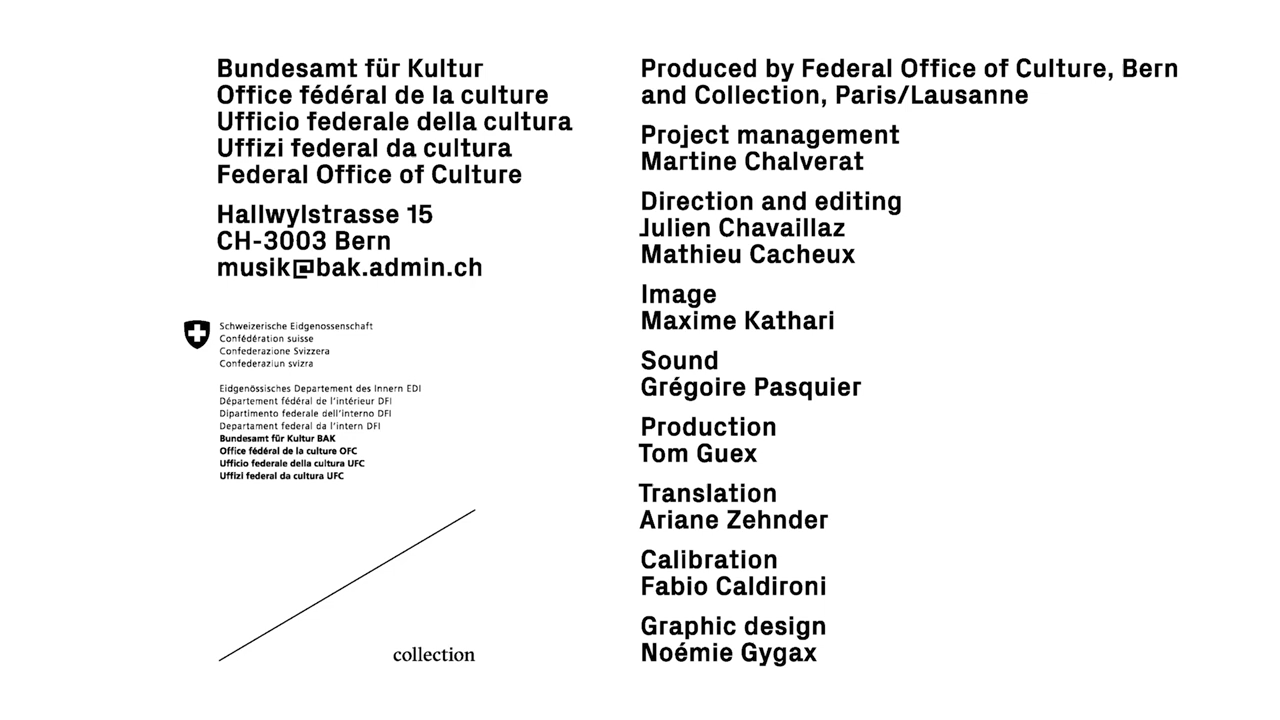 Bundesamt für Kultur
Office fédéral de la culture
Ufficio federale della cultura
Uffizi federal da cultura
Federal Office of Culture
Hallwylstrasse 15
CH-3003 Bern
musik@bak.admin.ch
Schweizerische Eidgenossenschaft
Confédération suisse
Confederazione Svizzera
Confederaziun svizra
Eidgenössisches Departement des Innern EDI
Département fédéral de l'intérieur DFI
Dipartimento federale dell'interno DFI
Departament federal da l'intern DFI
Bundesamt für Kultur BAK
Office fédéral de la culture OFC
Ufficio federale della cultura UFC
Uffizi federal da cultura UFC
collection
Produced by Federal Office of Culture, Bern
and Collection, Paris/Lausanne
Project management
Martine Chalverat
Direction and editing
Julien Chavaillaz
Mathieu Cacheux
Image
Maxime Kathari
Sound
Grégoire Pasquier
Production
Tom Guex
Translation
Ariane Zehnder
Calibration
Fabio Caldironi
Graphic design
Noémie Gygax